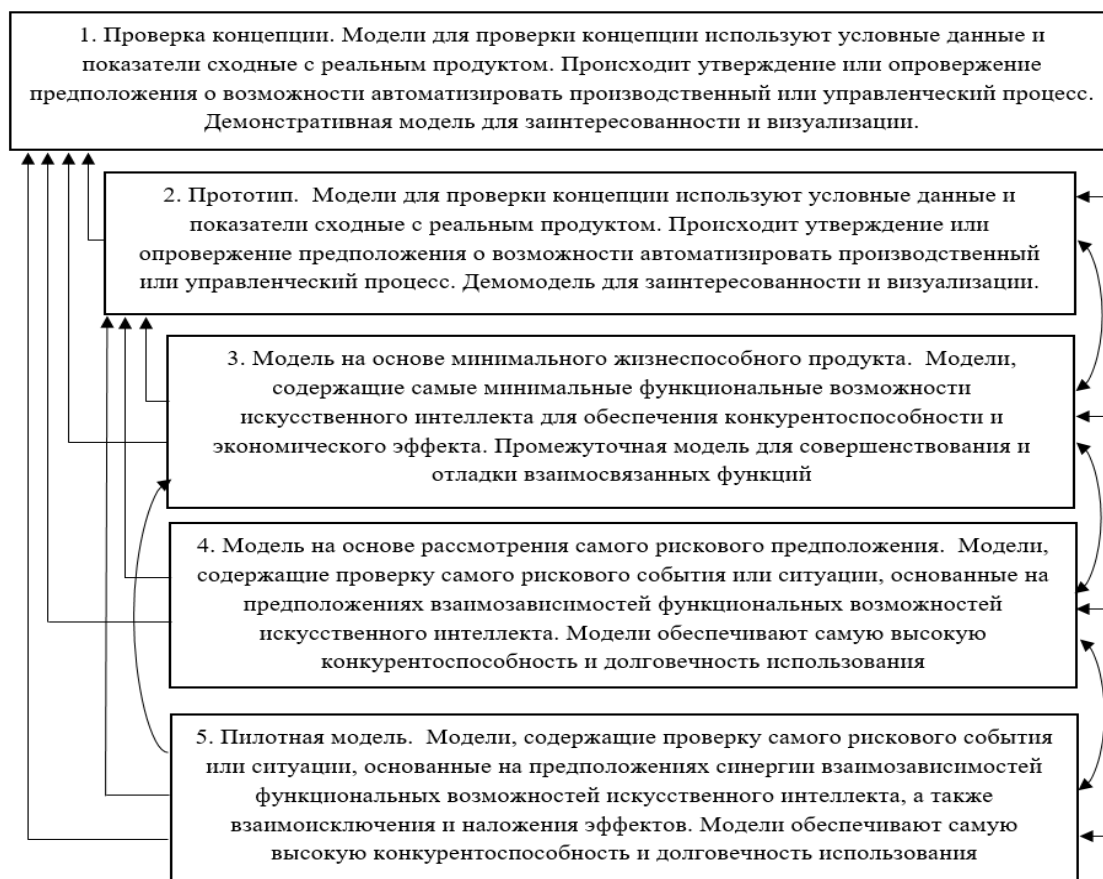 1. Проверка концепции. Модели для проверки концепции используют условные данные и
показатели сходные с реальным продуктом. Происходит утверждение или опровержение
предположения о возможности автоматизировать производственный или управленческий процесс.
Демонстративная модель для заинтересованности и визуализации.
2. Прототип. Модели для проверки концепции используют условные данные и
показатели сходные с реальным продуктом. Происходит утверждение или
опровержение предположения о возможности автоматизировать производственный
или управленческий процесс. Демомодель для заинтересованности и визуализации.
3. Модель на основе минимального жизнеспособного продукта. Модели,
содержащие самые минимальные функциональные возможности
искусственного интеллекта для обеспечения конкурентоспособности и
экономического эффекта. Промежуточная модель для совершенствования и
отладки взаимосвязанных функций
4. Модель на основе рассмотрения самого рискового предположения. Модели,
содержащие проверку самого рискового события или ситуации, основанные на
предположениях взаимозависимостей функциональных возможностей
искусственного интеллекта. Модели обеспечивают самую высокую
конкурентоспособность и долговечность использования
5. Пилотная модель. Модели, содержащие проверку самого рискового события
или ситуации, основанные на предположениях синергии взаимозависимостей
функциональных возможностей искусственного интеллекта, а также
взаимоисключения и наложения эффектов. Модели обеспечивают самую
высокую конкурентоспособность и долговечность использования